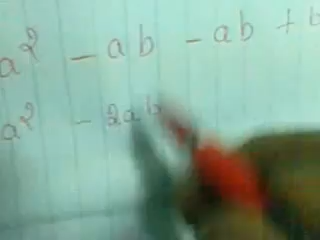 a² - ab - ab + b
a² - 2ab